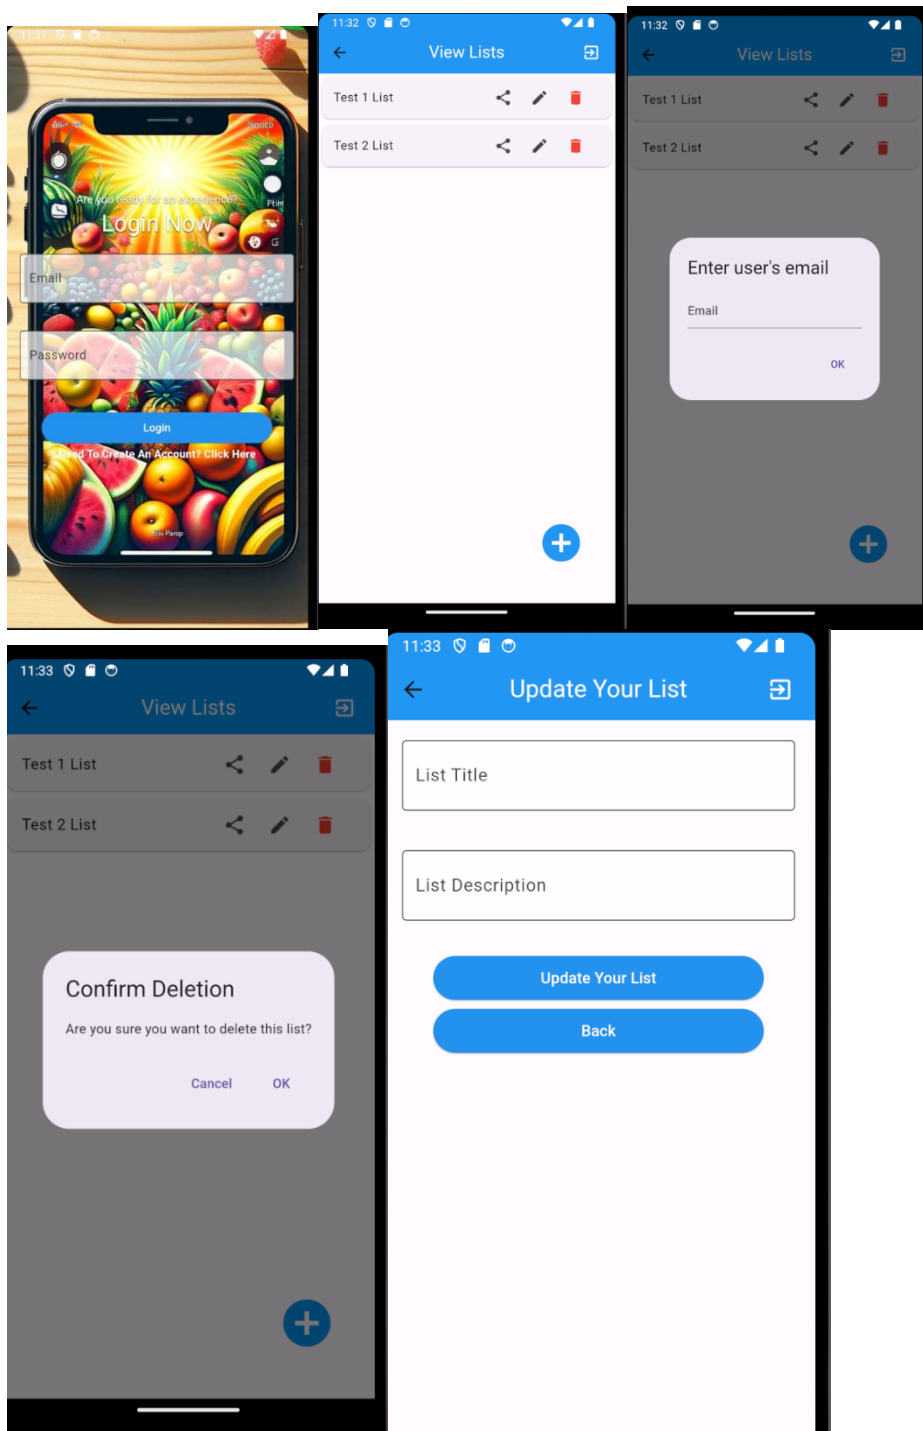 11:31
Are you ready for an experience?
Login Now
Email
Password
Login
Need To Create An Account? Click Here
11:32
View Lists
Test 1 List
Test 2 List
11:32
View Lists
Test 1 List
Test 2 List
Enter user's email
Email
OK
11:33
View Lists
Test 1 List
Test 2 List
Confirm Deletion
Are you sure you want to delete this list?
Cancel
OK
11:33
Update Your List
List Title
List Description
Update Your List
Back